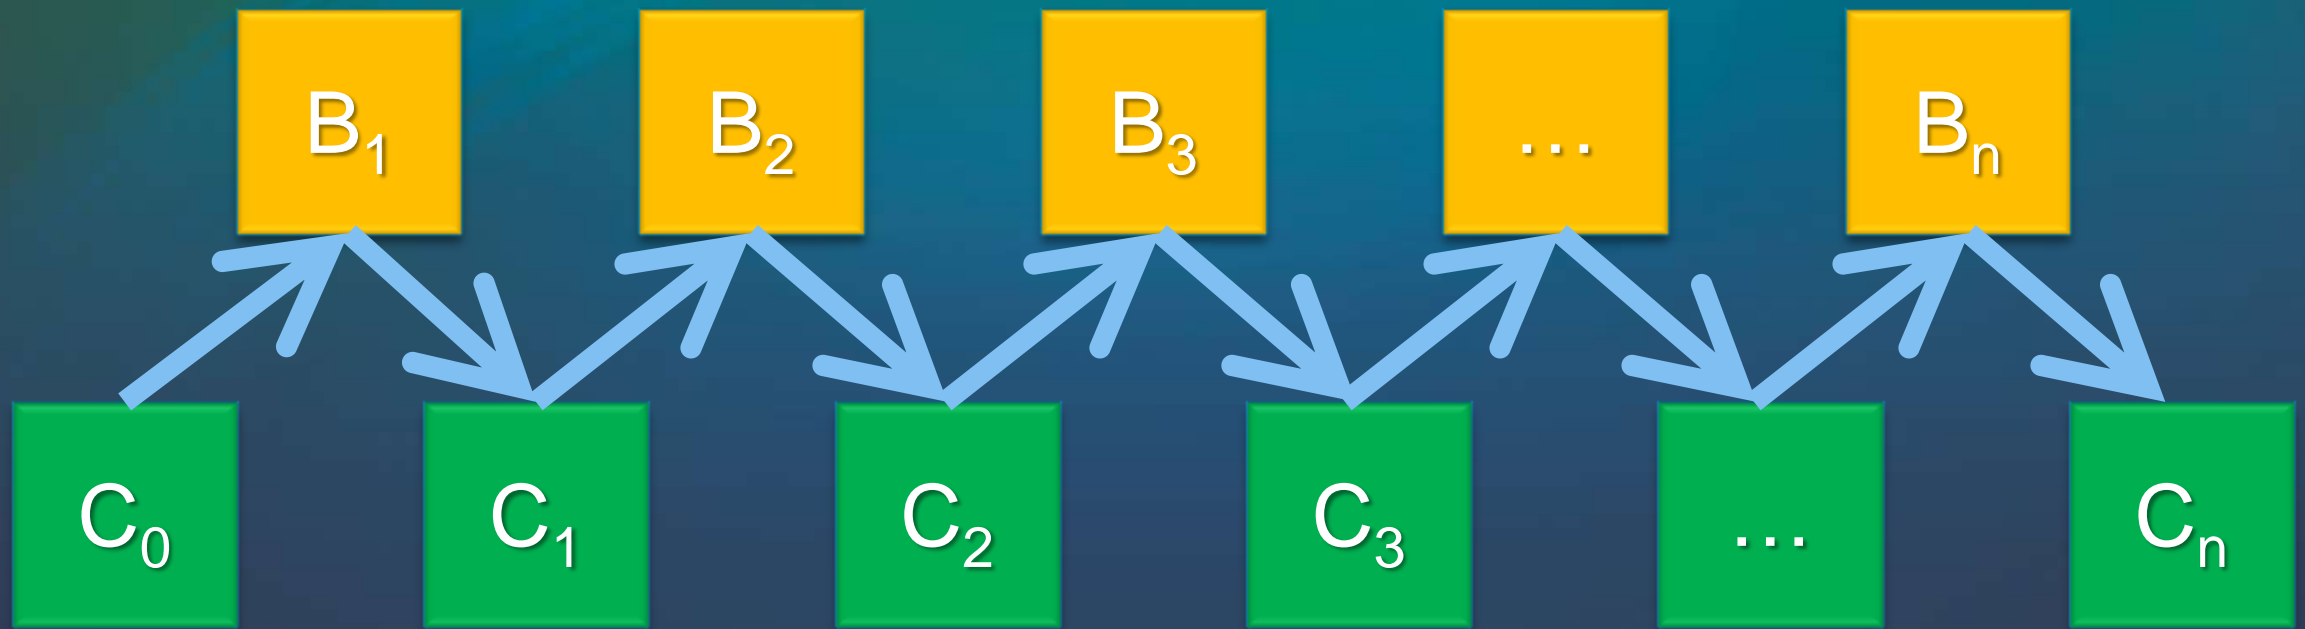 B₁ B₂ B₃ … Bₙ
C₀ C₁ C₂ C₃ … Cₙ